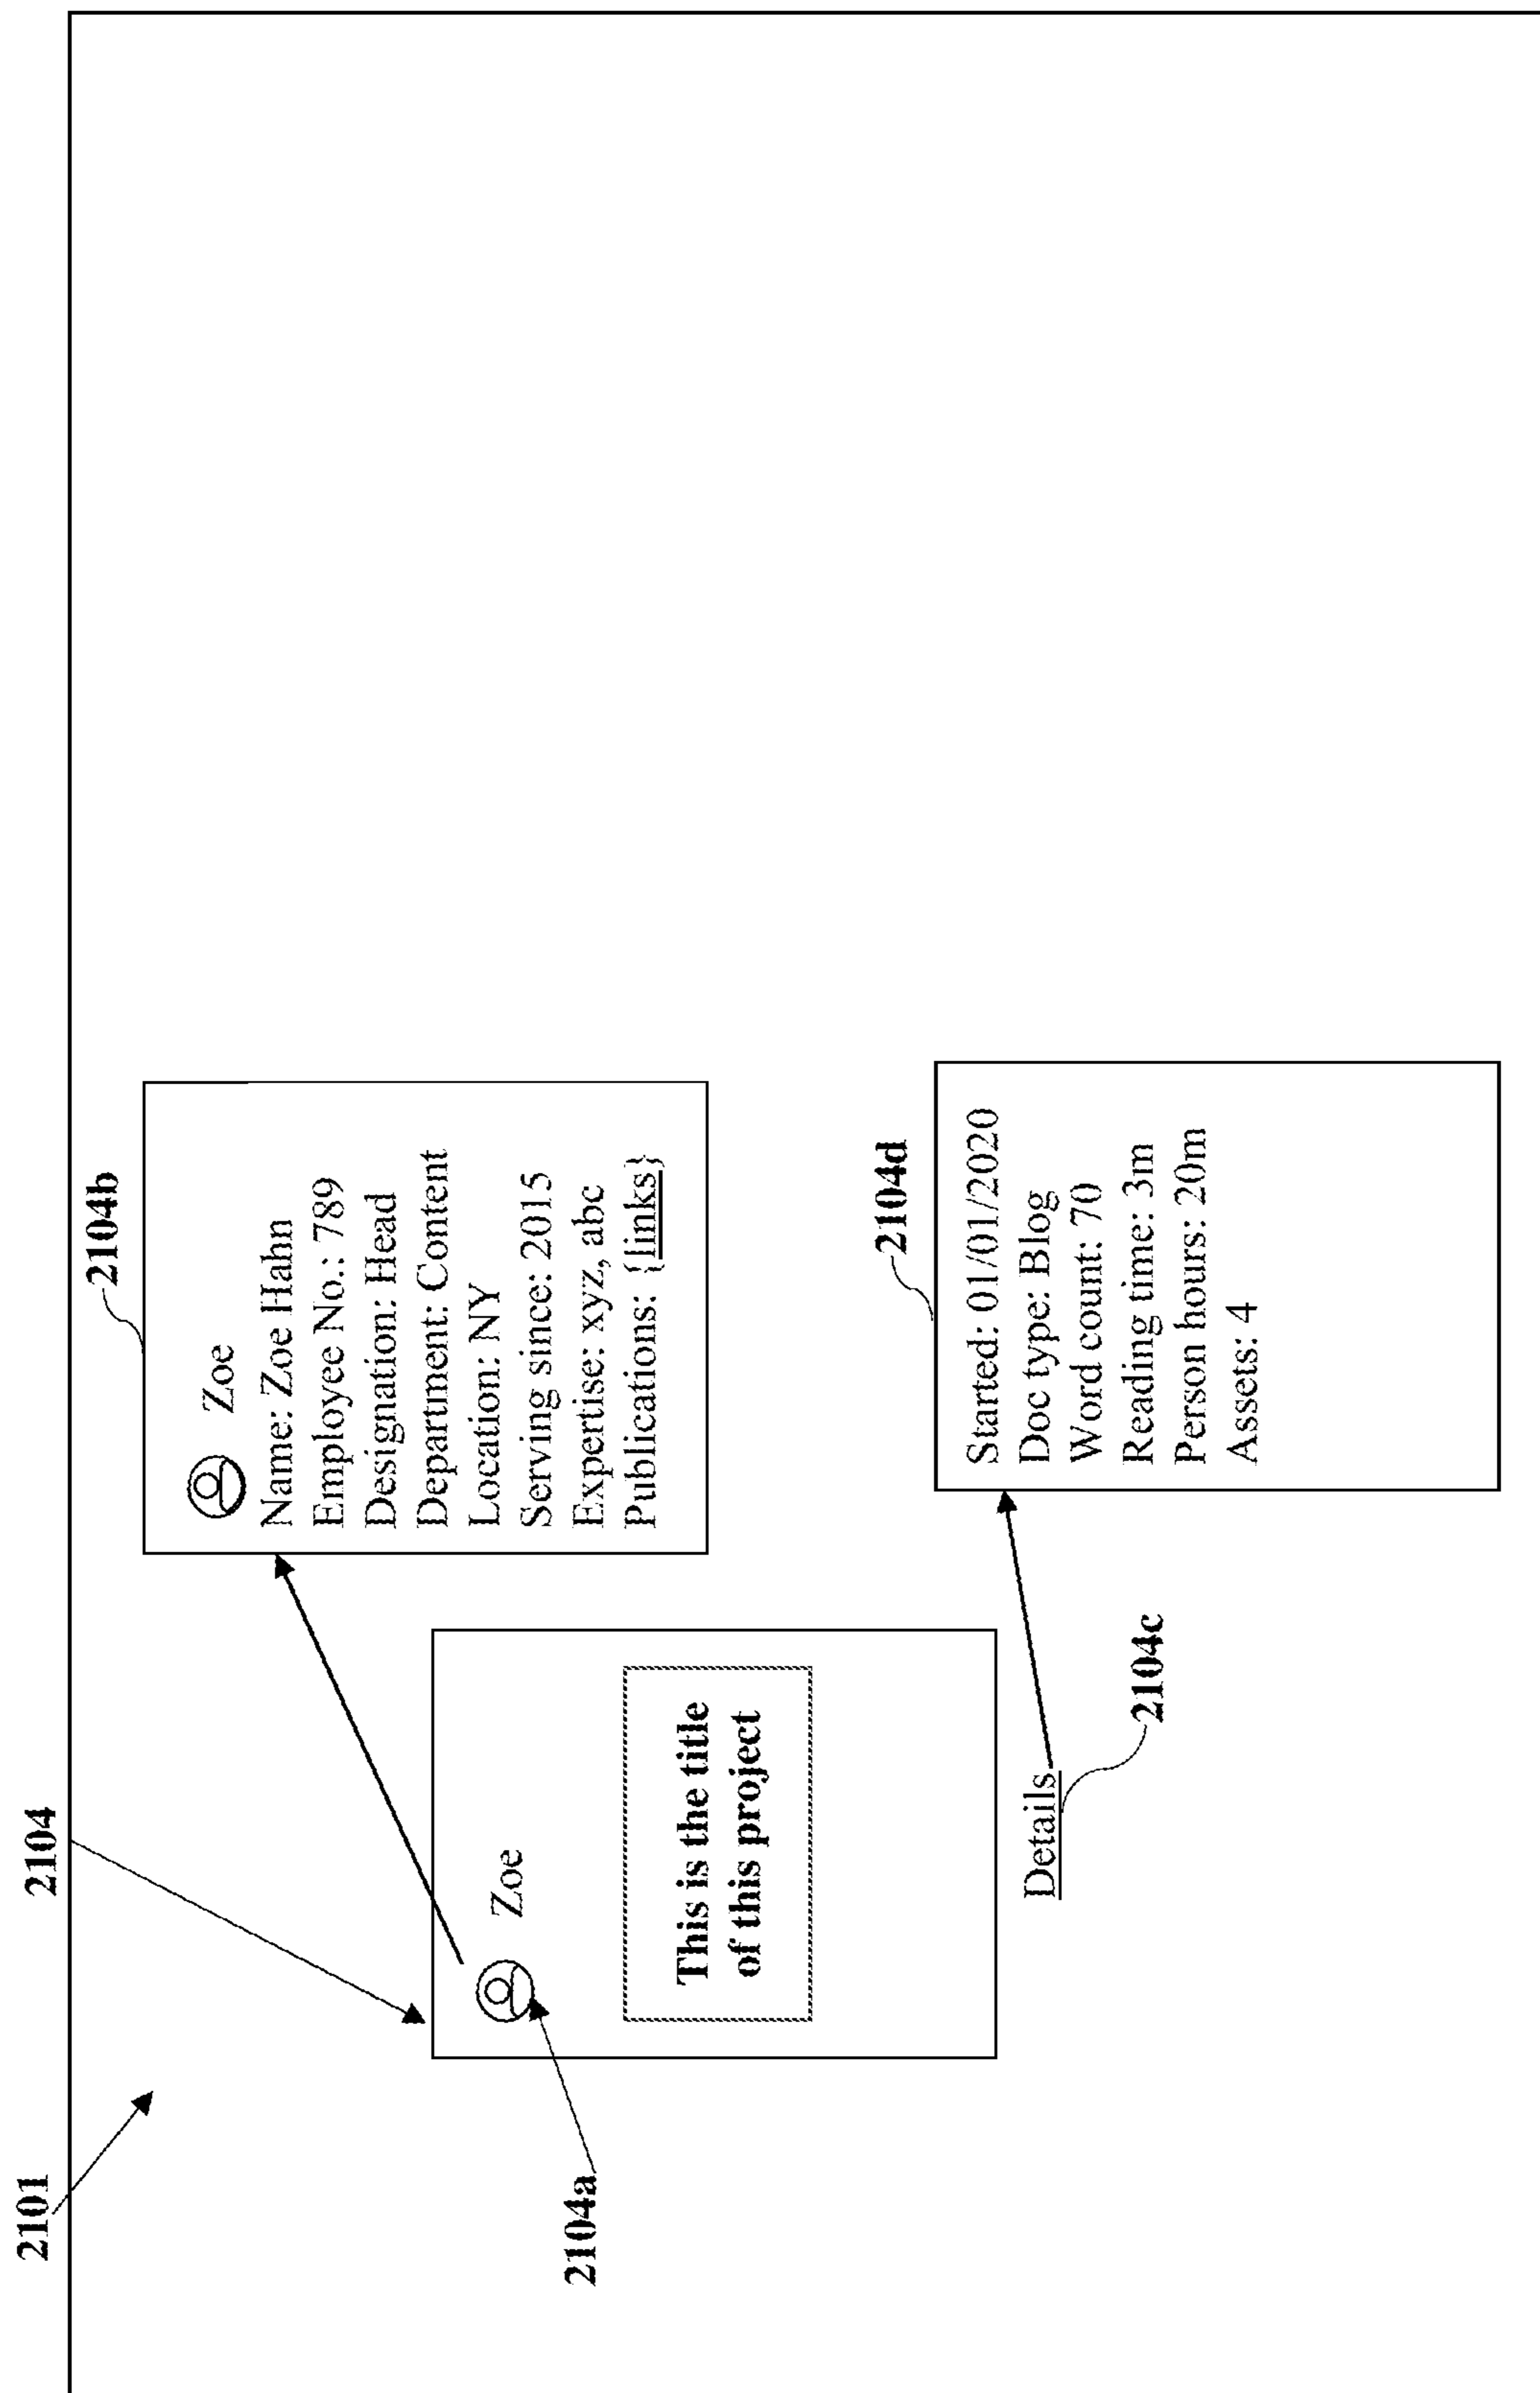 2101
2104
2104b
Zoe
Name: Zoe Hahn
Employee No.: 789
Designation: Head
Department: Content
Location: NY
Serving since: 2015
Expertise: xyz, abc
Publications: {links}
Zoe
2104a
This is the title
of this project
2104d
Started: 01/01/2020
Doc type: Blog
Word count: 70
Reading time: 3m
Person hours: 20m
Assets: 4
Details
2104c